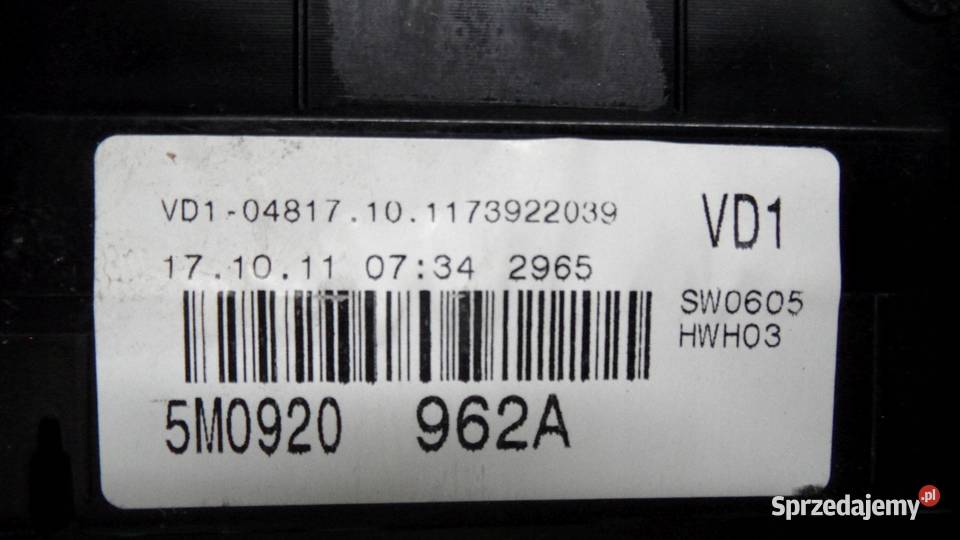 VD1-04817.10.1173922039
VD1
17.10.11 07:34 2965
SW0605
HWH03
5M0920 962A
Sprzedajemy.pl